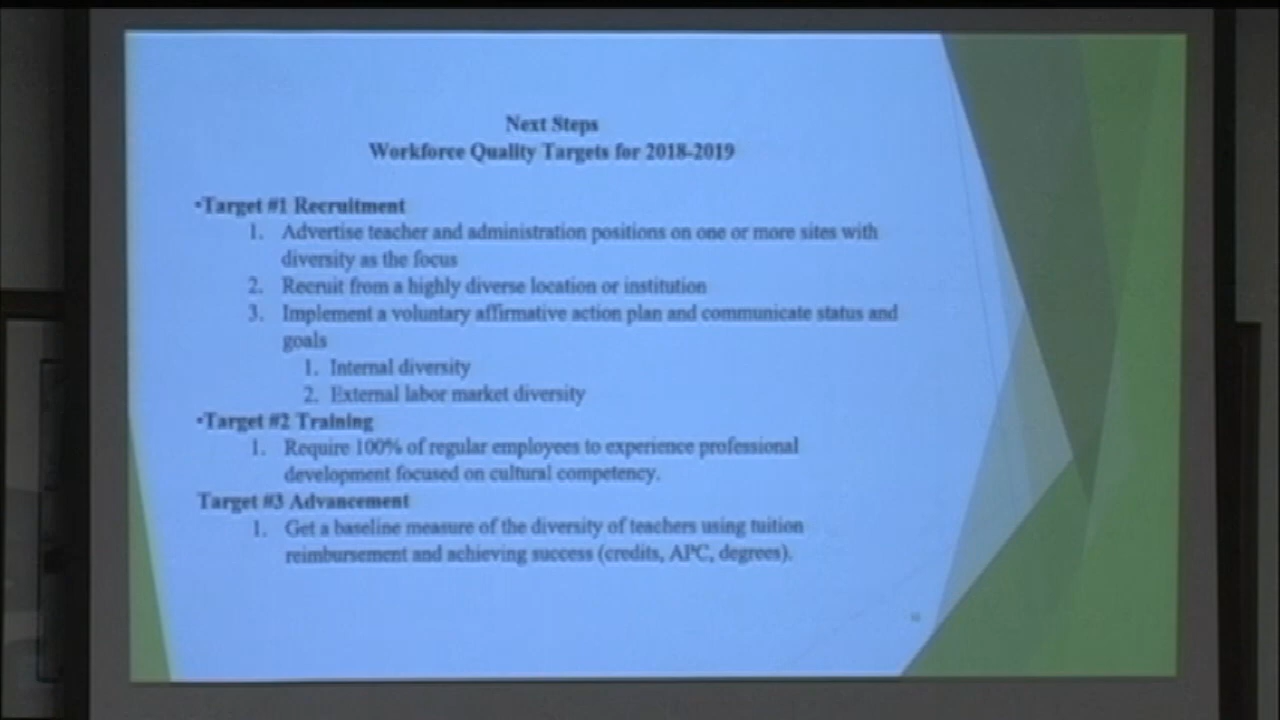 Next Steps
Workforce Quality Targets for 2018-2019
•Target #1 Recruitment
1. Advertise teacher and administration positions on one or more sites with
diversity as the focus
2. Recruit from a highly diverse location or institution
3. Implement a voluntary affirmative action plan and communicate status and
goals
1. Internal diversity
2. External labor market diversity
•Target #2 Training
1. Require 100% of regular employees to experience professional
development focused on cultural competency.
Target #3 Advancement
1. Get a baseline measure of the diversity of teachers using tuition
reimbursement and achieving success (credits, APC, degrees).